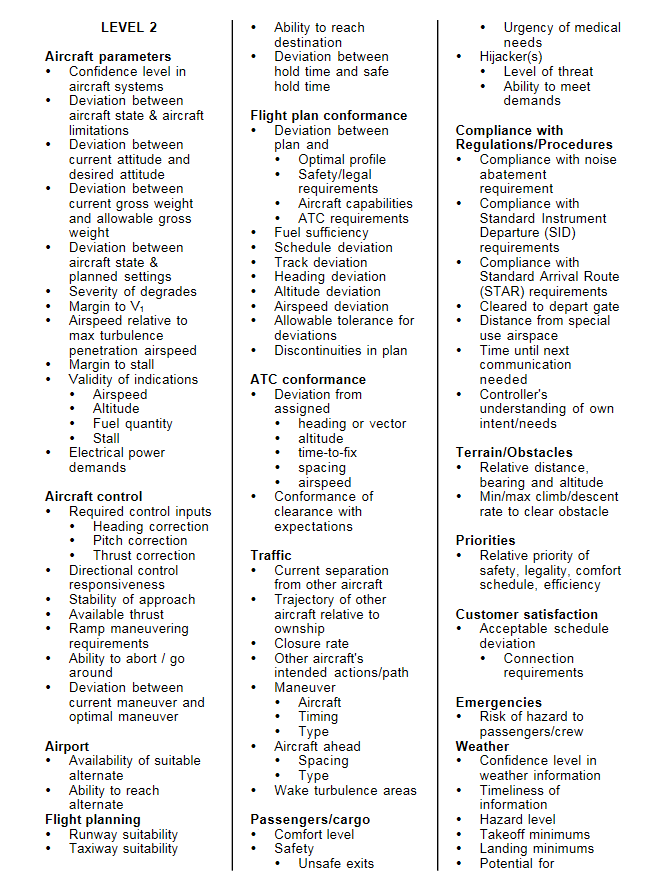 LEVEL 2
Aircraft parameters
• Confidence level in
aircraft systems
• Deviation between
aircraft state & aircraft
limitations
• Deviation between
current attitude and
desired attitude
• Deviation between
current gross weight
and allowable gross
weight
• Deviation between
aircraft state &
planned settings
• Severity of degrades
• Margin to V₁
• Airspeed relative to
max turbulence
penetration airspeed
• Margin to stall
• Validity of indications
• Airspeed
• Altitude
• Fuel quantity
• Stall
• Electrical power
demands
Aircraft control
• Required control inputs
• Heading correction
• Pitch correction
• Thrust correction
• Directional control
responsiveness
• Stability of approach
• Available thrust
• Ramp maneuvering
requirements
• Ability to abort / go
around
• Deviation between
current maneuver and
optimal maneuver
Airport
• Availability of suitable
alternate
• Ability to reach
alternate
Flight planning
• Runway suitability
• Taxiway suitability
• Ability to reach
destination
• Deviation between
hold time and safe
hold time
Flight plan conformance
• Deviation between
plan and
• Optimal profile
• Safety/legal
requirements
• Aircraft capabilities
• ATC requirements
• Fuel sufficiency
• Schedule deviation
• Track deviation
• Heading deviation
• Altitude deviation
• Airspeed deviation
• Allowable tolerance for
deviations
• Discontinuities in plan
ATC conformance
• Deviation from
assigned
• heading or vector
• altitude
• time-to-fix
• spacing
• airspeed
• Conformance of
clearance with
expectations
Traffic
• Current separation
from other aircraft
• Trajectory of other
aircraft relative to
ownship
• Closure rate
• Other aircraft's
intended actions/path
• Maneuver
• Aircraft
• Timing
• Type
• Aircraft ahead
• Spacing
• Type
• Wake turbulence areas
Passengers/cargo
• Comfort level
• Safety
• Unsafe exits
• Urgency of medical
needs
• Hijacker(s)
• Level of threat
• Ability to meet
demands
Compliance with
Regulations/Procedures
• Compliance with noise
abatement
requirement
• Compliance with
Standard Instrument
Departure (SID)
requirements
• Compliance with
Standard Arrival Route
(STAR) requirements
• Cleared to depart gate
• Distance from special
use airspace
• Time until next
communication
needed
• Controller's
understanding of own
intent/needs
Terrain/Obstacles
• Relative distance,
bearing and altitude
• Min/max climb/descent
rate to clear obstacle
Priorities
• Relative priority of
safety, legality, comfort
schedule, efficiency
Customer satisfaction
• Acceptable schedule
deviation
• Connection
requirements
Emergencies
• Risk of hazard to
passengers/crew
Weather
• Confidence level in
weather information
• Timeliness of
information
• Hazard level
• Takeoff minimums
• Landing minimums
• Potential for